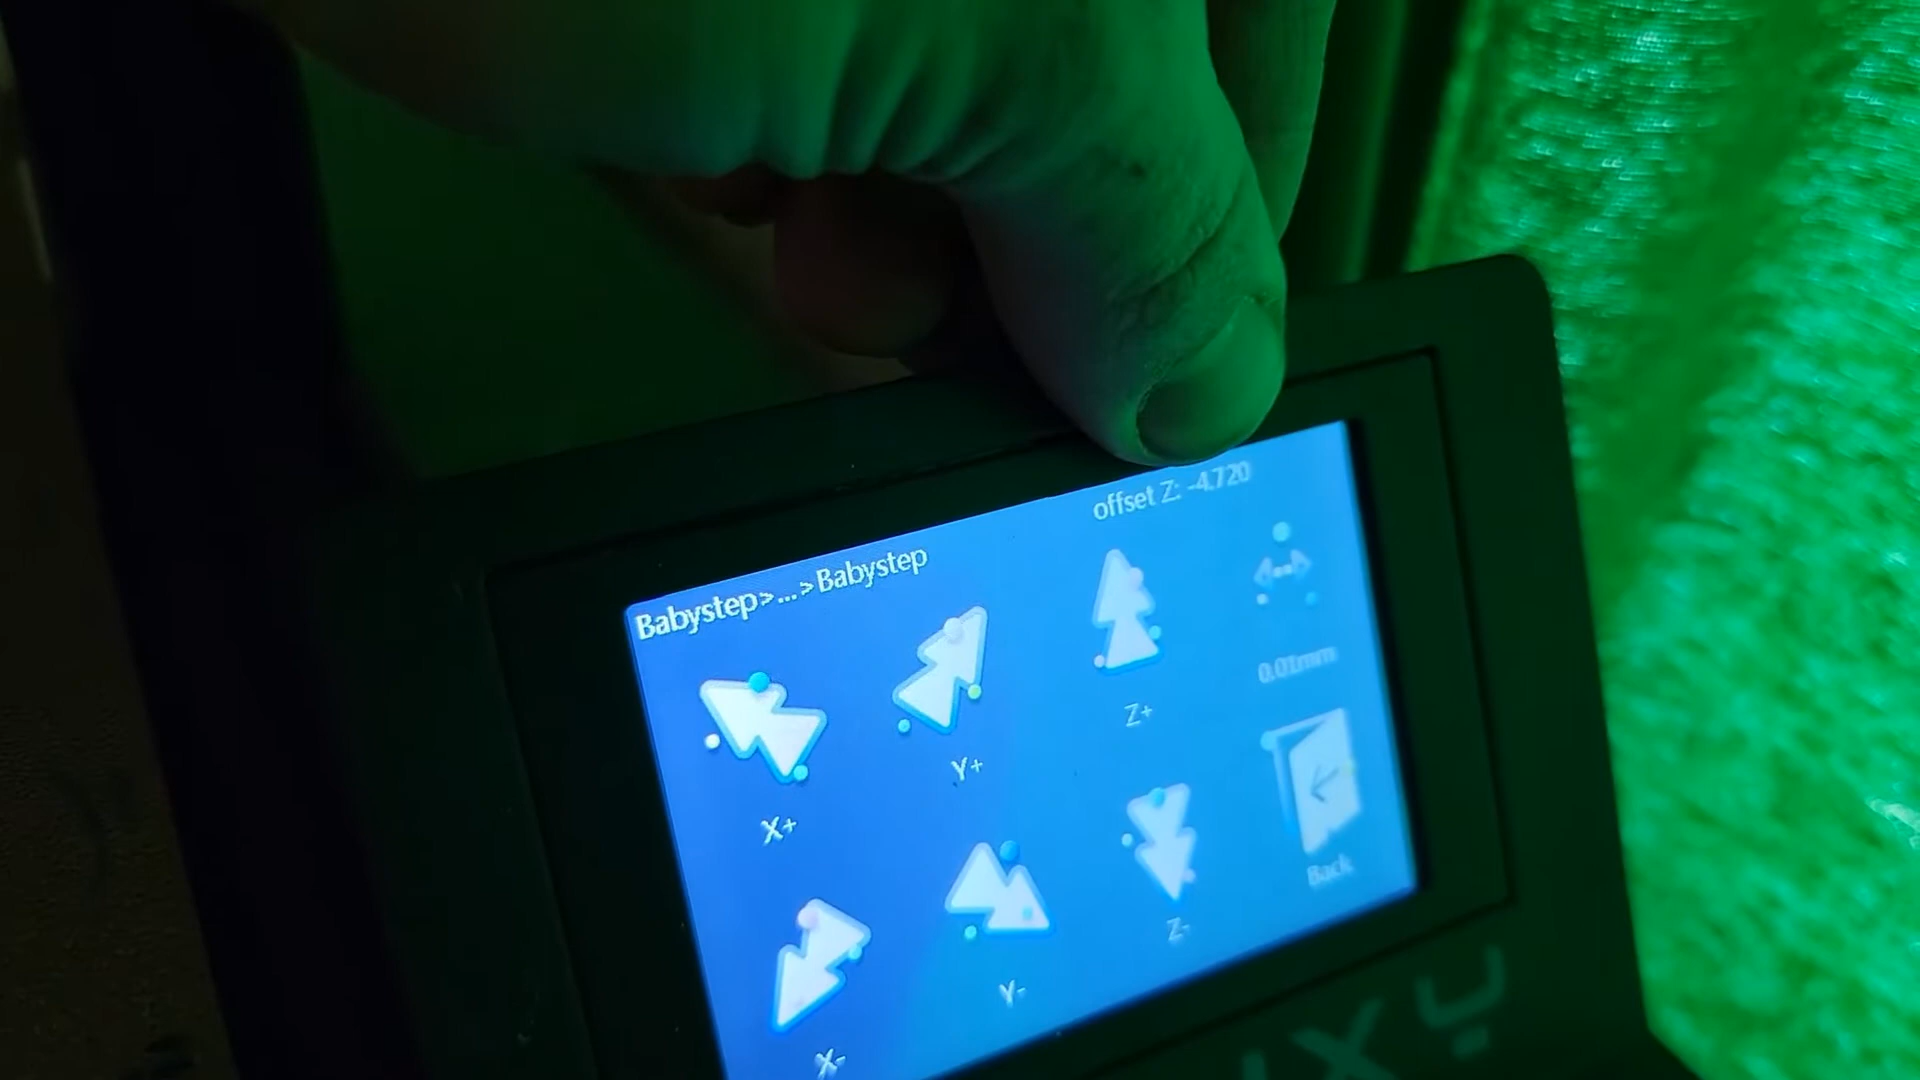 Babystep>...>Babystep
offset Z: -4.720
X+
Y+
Z+
0.01mm
X-
Y-
Z-
Back